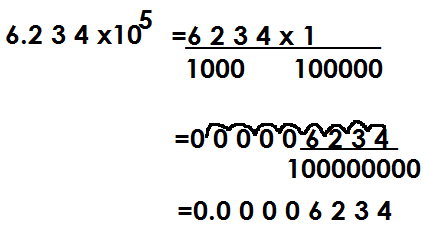 6.2 3 4 x10⁵ =6 2 3 4 x 1
1000 100000
=0 0 0 0 0 6 2 3 4
100000000
=0.0 0 0 0 6 2 3 4